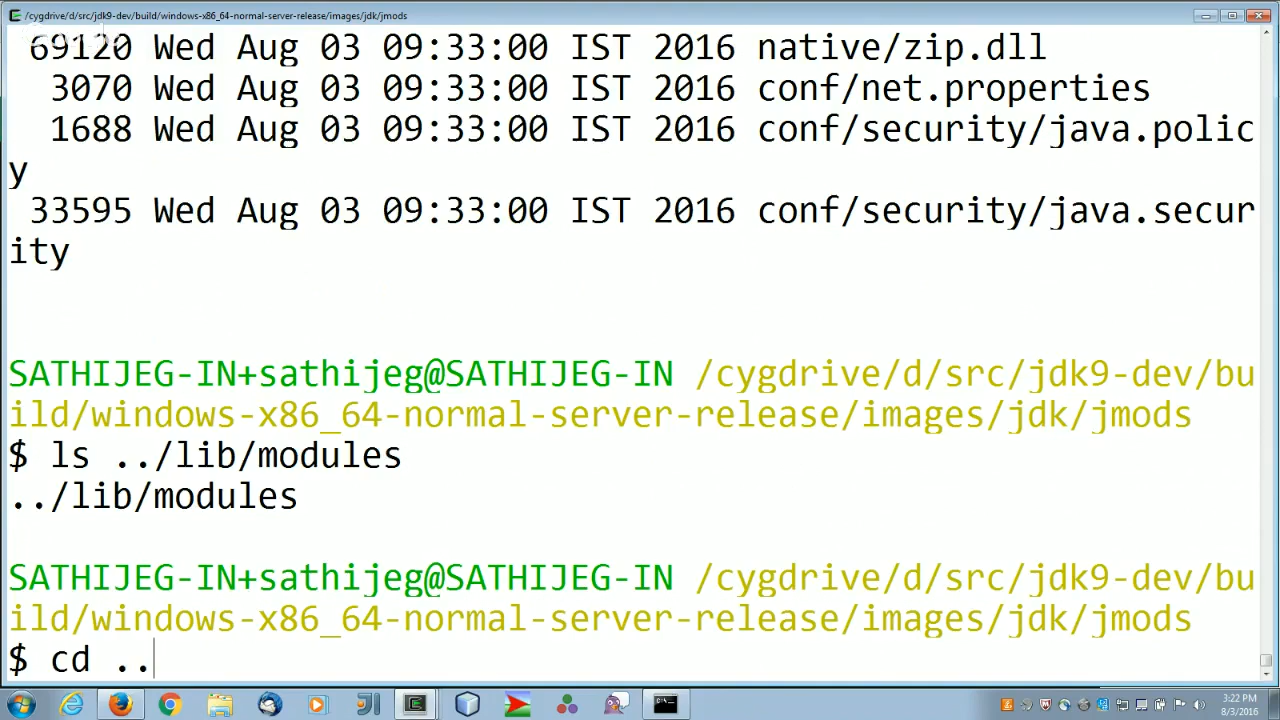 /cygdrive/d/src/jdk9-dev/build/windows-x86_64-normal-server-release/images/jdk/jmods
69120 Wed Aug 03 09:33:00 IST 2016 native/zip.dll
3070 Wed Aug 03 09:33:00 IST 2016 conf/net.properties
1688 Wed Aug 03 09:33:00 IST 2016 conf/security/java.polic
y
33595 Wed Aug 03 09:33:00 IST 2016 conf/security/java.secur
ity
SATHIJEG-IN+sathijeg@SATHIJEG-IN /cygdrive/d/src/jdk9-dev/bu
ild/windows-x86_64-normal-server-release/images/jdk/jmods
$ ls ../lib/modules
../lib/modules
SATHIJEG-IN+sathijeg@SATHIJEG-IN /cygdrive/d/src/jdk9-dev/bu
ild/windows-x86_64-normal-server-release/images/jdk/jmods
$ cd ..
3:22 PM
8/3/2016